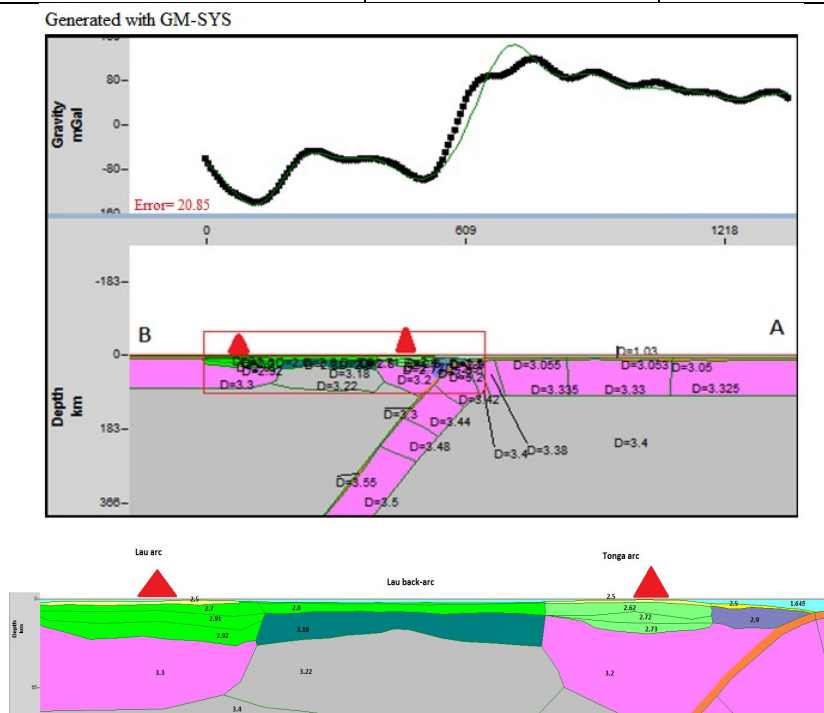 Generated with GM-SYS
80–
0–
-80–
Gravity
mGal
Error= 20.85
0
609
1218
-183–
0–
183–
366–
Depth
km
B
A
D=1.03
D=2.92
D=3.18
D=3.3
D=3.22
D=3.2
D=3.055
D=3.053
D=3.05
D=3.335
D=3.33
D=3.325
D=3.42
D=3.3
D=3.44
D=3.48
D=3.4
D=3.38
D=3.4
D=3.55
D=3.5
Lau arc
Tonga arc
Lau back-arc
Depth
km
0
2.5
2.7
2.91
2.92
2.8
3.18
2.5
2.62
2.72
2.73
2.5
2.9
1.645
3.3
3.22
3.2
3.4